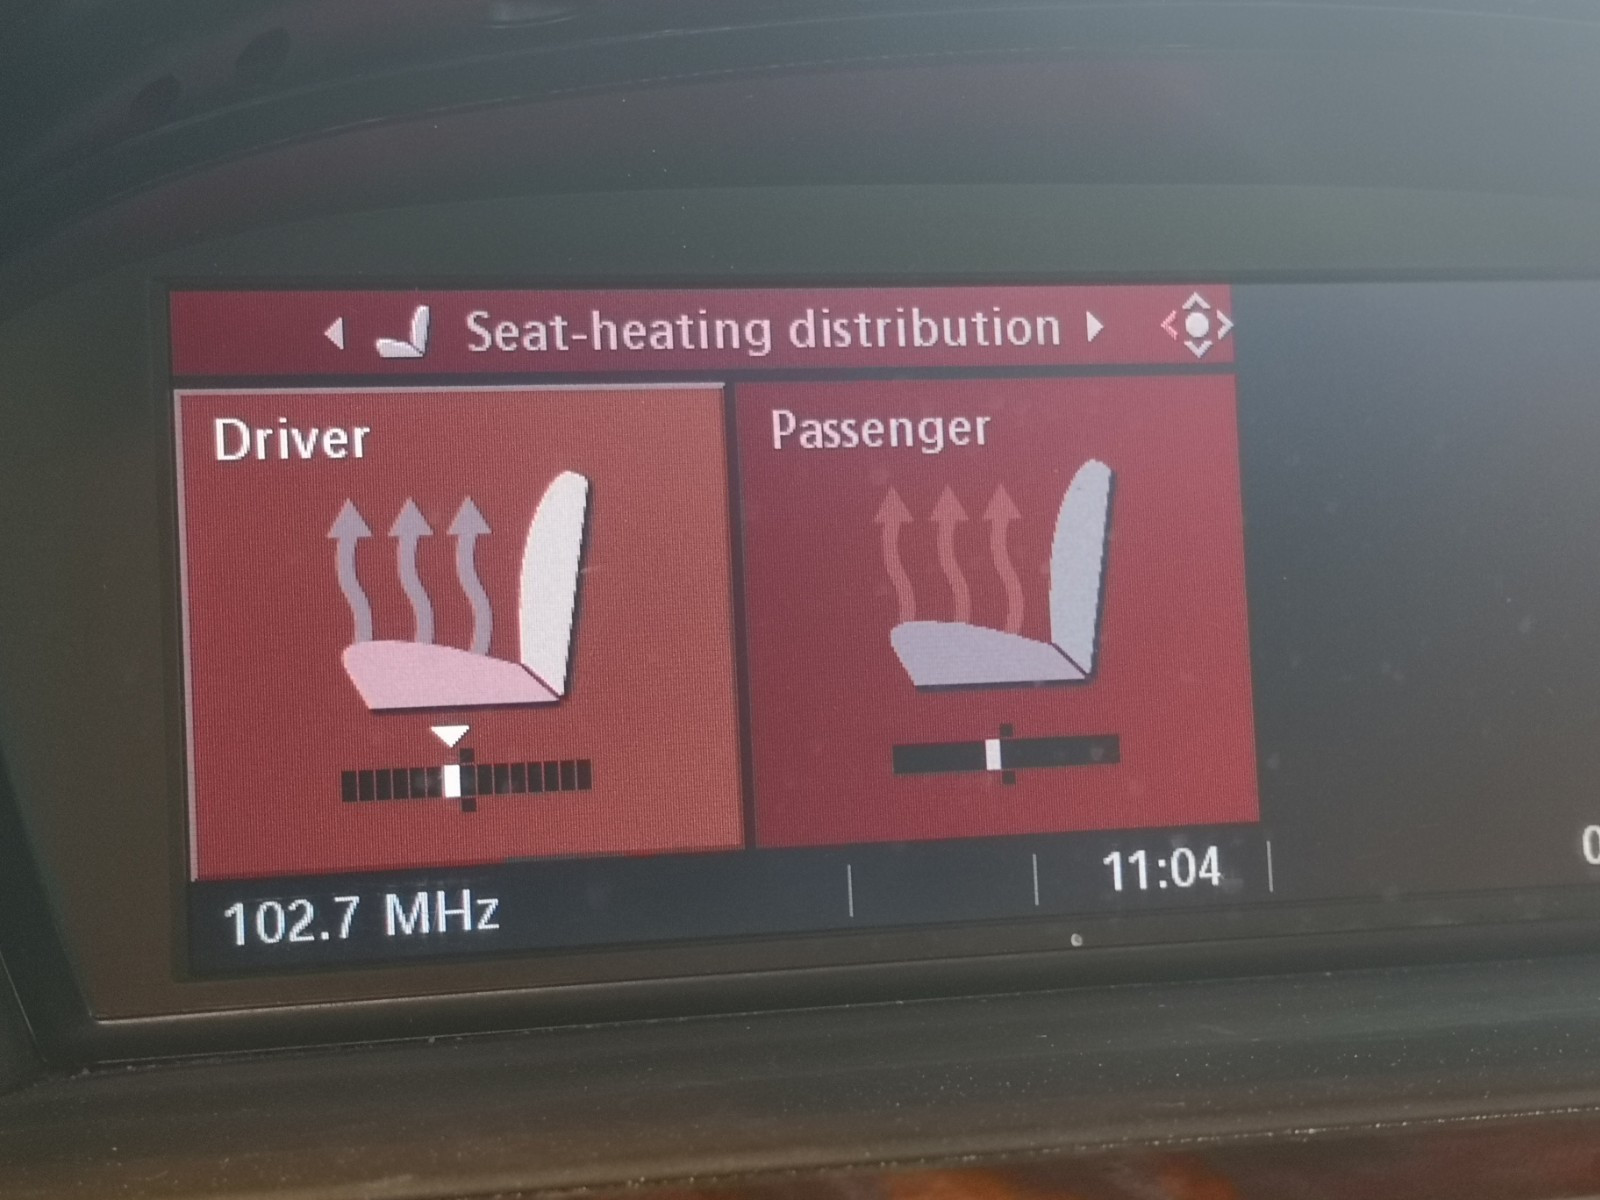 Seat-heating distribution
Driver
Passenger
102.7 MHz
11:04